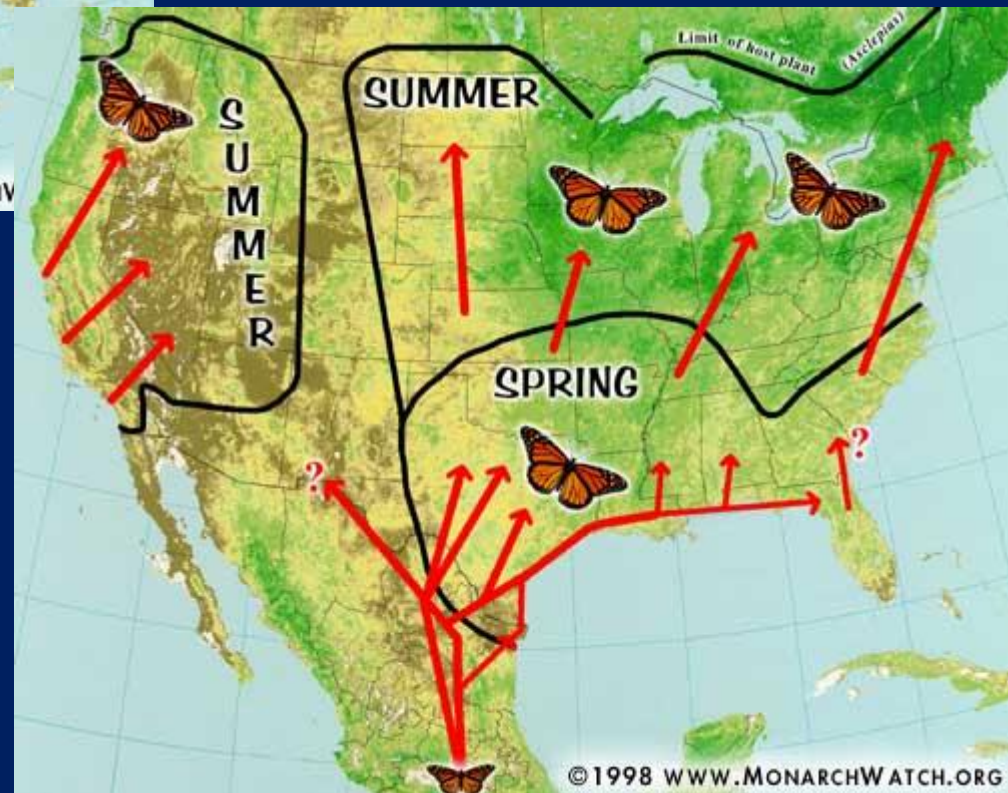 SUMMER
SUMMER
Limit of host plant (Asclepias)
SPRING
?
?
©1998 WWW.MONARCHWATCH.ORG